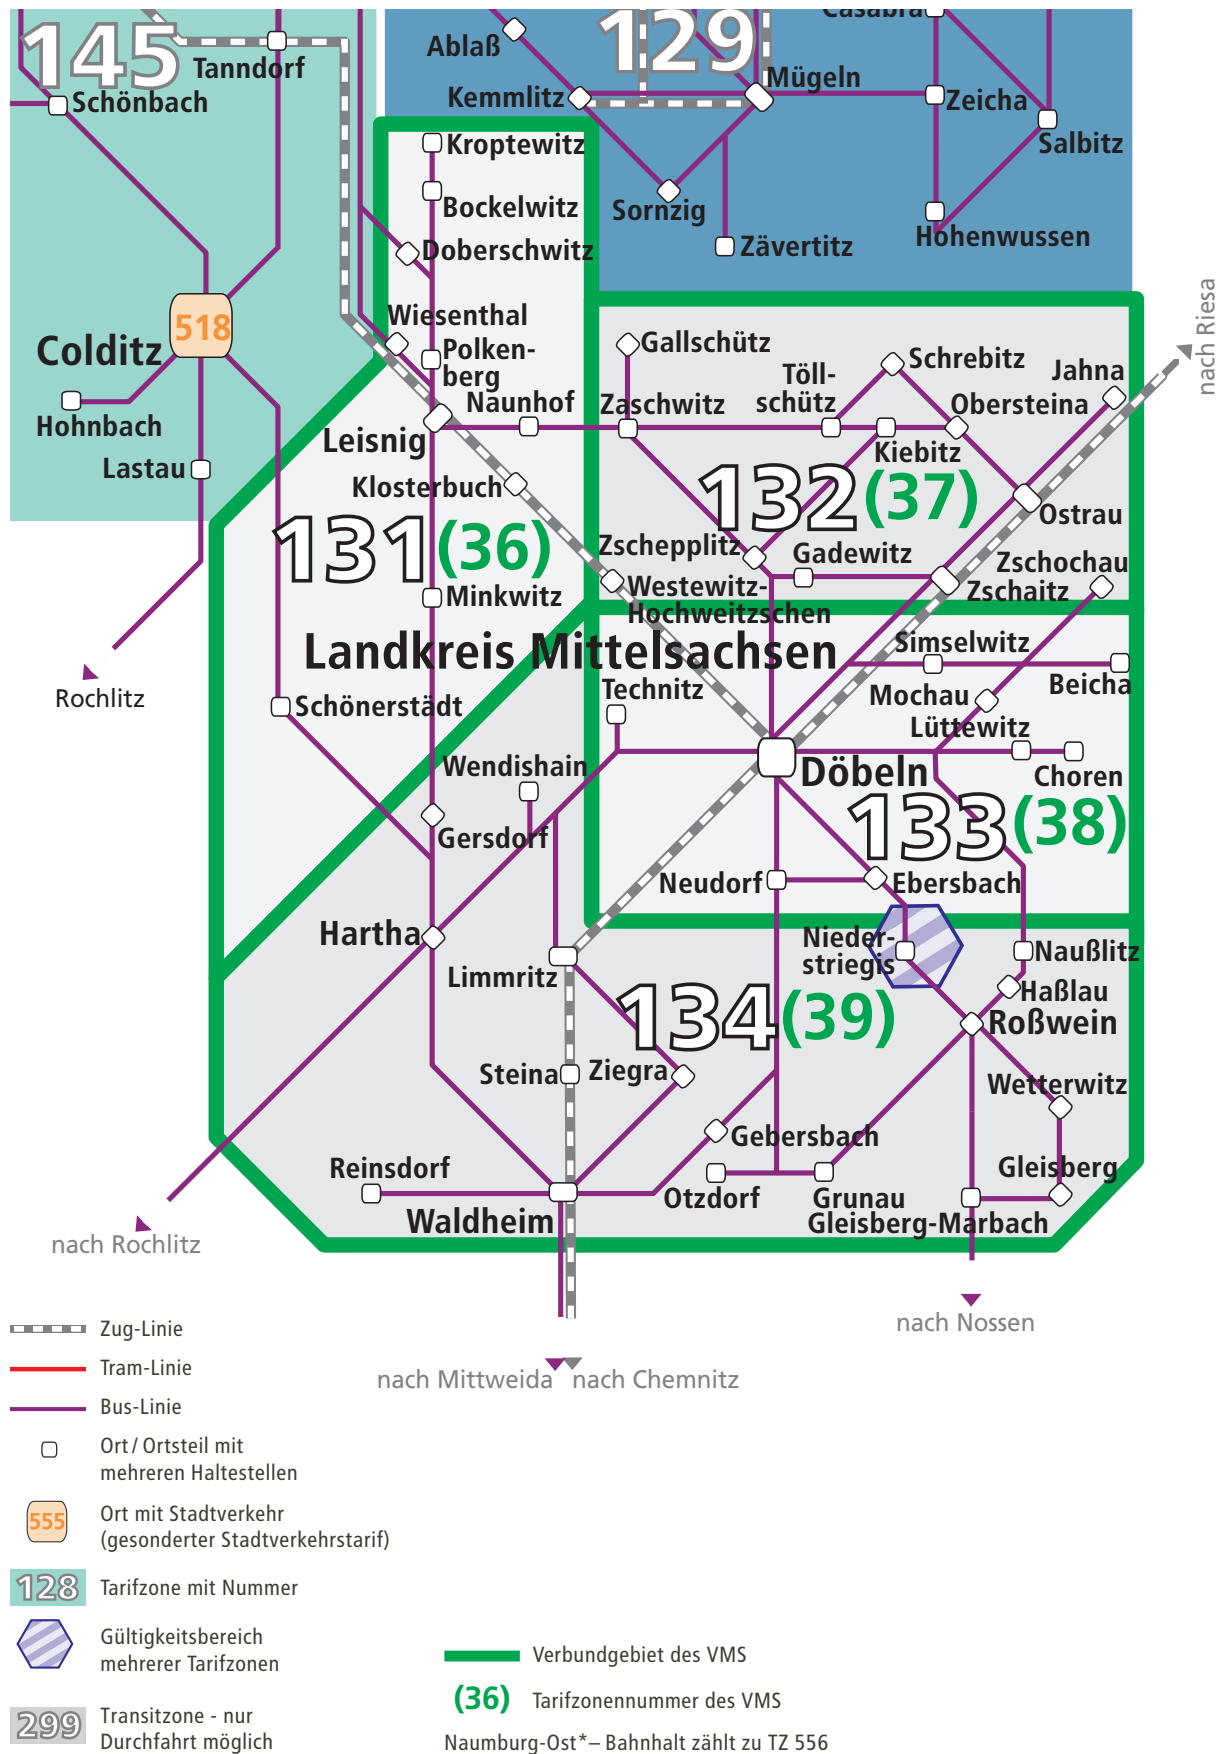 Casabra
145
Tanndorf
Schönbach
Ablaß
129
Mügeln
Kemmlitz
Zeicha
Salbitz
Kroptewitz
Bockelwitz
Sornzig
Hohenwussen
Zävertitz
Doberschwitz
nach Riesa
518
Colditz
Wiesenthal
Polken-
berg
Gallschütz
Schrebitz
Jahna
Töll-
schütz
Hohnbach
Naunhof
Zaschwitz
Obersteina
Leisnig
Kiebitz
Lastau
Klosterbuch
132
(37)
Ostrau
131
(36)
Zschepplitz
Gadewitz
Zschochau
Zschaitz
Minkwitz
Westewitz-
Hochweitzschen
Landkreis Mittelsachsen
Simselwitz
Rochlitz
Technitz
Mochau
Beicha
Schönerstädt
Lüttewitz
Wendishain
Döbeln
Choren
133
(38)
Gersdorf
Neudorf
Ebersbach
Hartha
Nieder-
striegis
Naußlitz
Limmritz
Haßlau
134
(39)
Roßwein
Steina
Ziegra
Wetterwitz
Gebersbach
Reinsdorf
Gleisberg
Otzdorf
Grunau
Waldheim
Gleisberg-Marbach
nach Rochlitz
nach Nossen
nach Mittweida
nach Chemnitz
Zug-Linie
Tram-Linie
Bus-Linie
Ort / Ortsteil mit
mehreren Haltestellen
555
Ort mit Stadtverkehr
(gesonderter Stadtverkehrstarif)
128
Tarifzone mit Nummer
Gültigkeitsbereich
mehrerer Tarifzonen
299
Transitzone - nur
Durchfahrt möglich
Verbundgebiet des VMS
(36)
Tarifzonennummer des VMS
Naumburg-Ost*– Bahnhalt zählt zu TZ 556